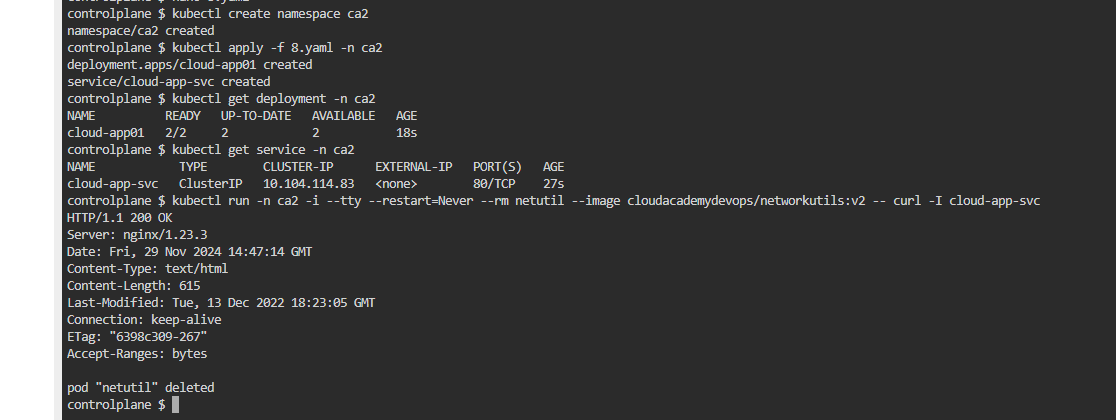 controlplane $ kubectl create namespace ca2
namespace/ca2 created
controlplane $ kubectl apply -f 8.yaml -n ca2
deployment.apps/cloud-app01 created
service/cloud-app-svc created
controlplane $ kubectl get deployment -n ca2
NAME          READY   UP-TO-DATE   AVAILABLE   AGE
cloud-app01   2/2     2            2           18s
controlplane $ kubectl get service -n ca2
NAME            TYPE        CLUSTER-IP      EXTERNAL-IP   PORT(S)   AGE
cloud-app-svc   ClusterIP   10.104.114.83   <none>        80/TCP    27s
controlplane $ kubectl run -n ca2 -i --tty --restart=Never --rm netutil --image cloudacademydevops/networkutils:v2 -- curl -I cloud-app-svc
HTTP/1.1 200 OK
Server: nginx/1.23.3
Date: Fri, 29 Nov 2024 14:47:14 GMT
Content-Type: text/html
Content-Length: 615
Last-Modified: Tue, 13 Dec 2022 18:23:05 GMT
Connection: keep-alive
ETag: "6398c309-267"
Accept-Ranges: bytes

pod "netutil" deleted
controlplane $